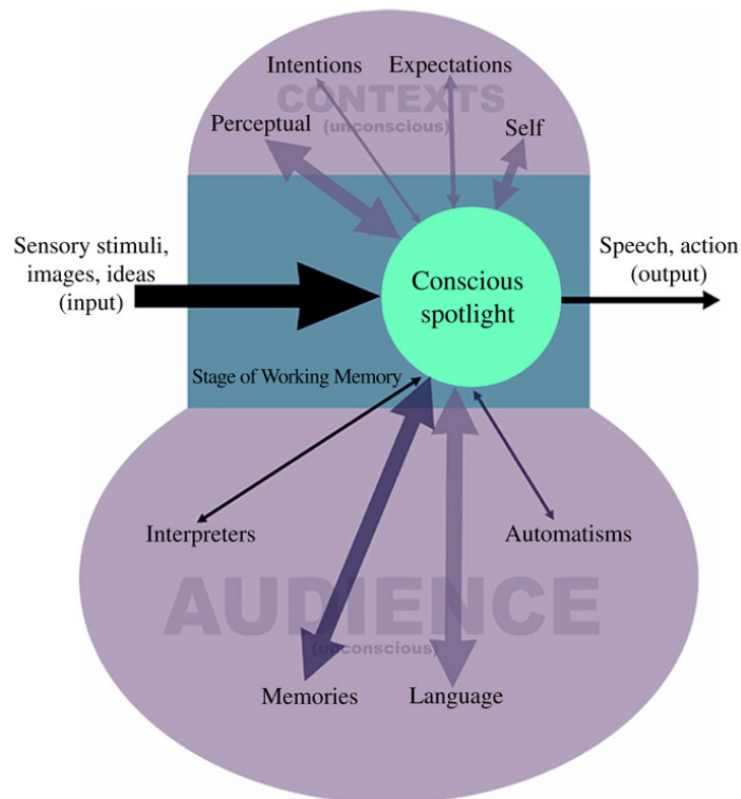 Intentions
Expectations
CONTEXTS
(unconscious)
Perceptual
Self
Sensory stimuli,
images, ideas
(input)
Conscious
spotlight
Speech, action
(output)
Stage of Working Memory
Interpreters
Automatisms
AUDIENCE
(unconscious)
Memories
Language